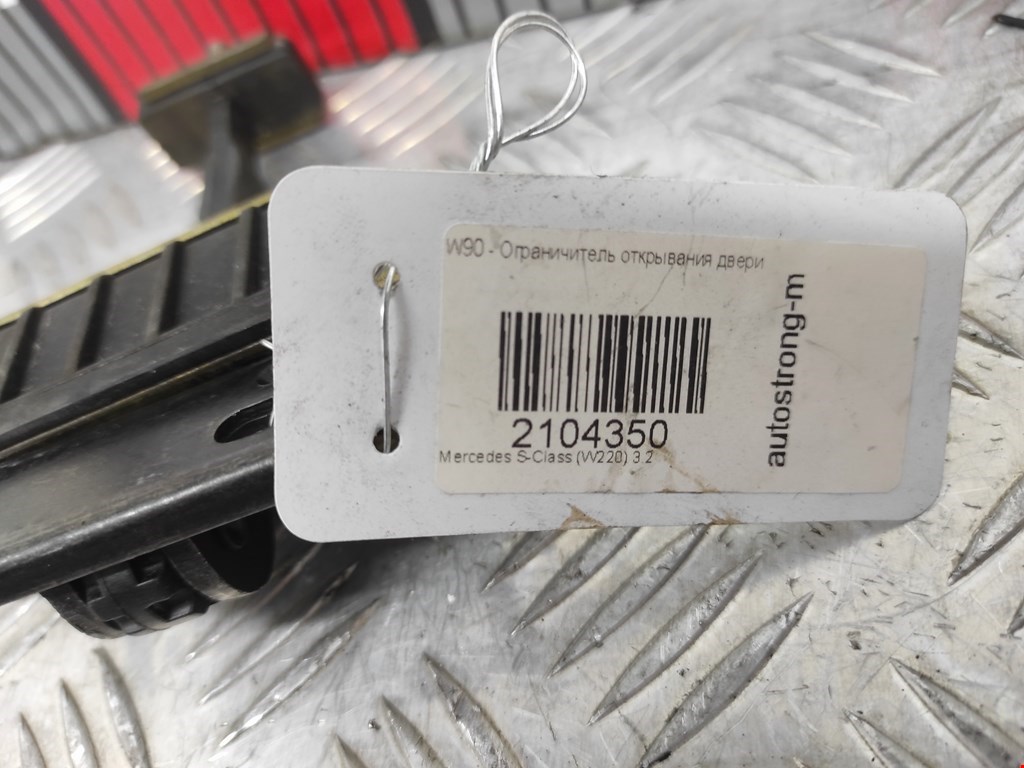 W90 - Ограничитель открывания двери
2104350
Mercedes S-Class (W220) 3.2
autostrong-m